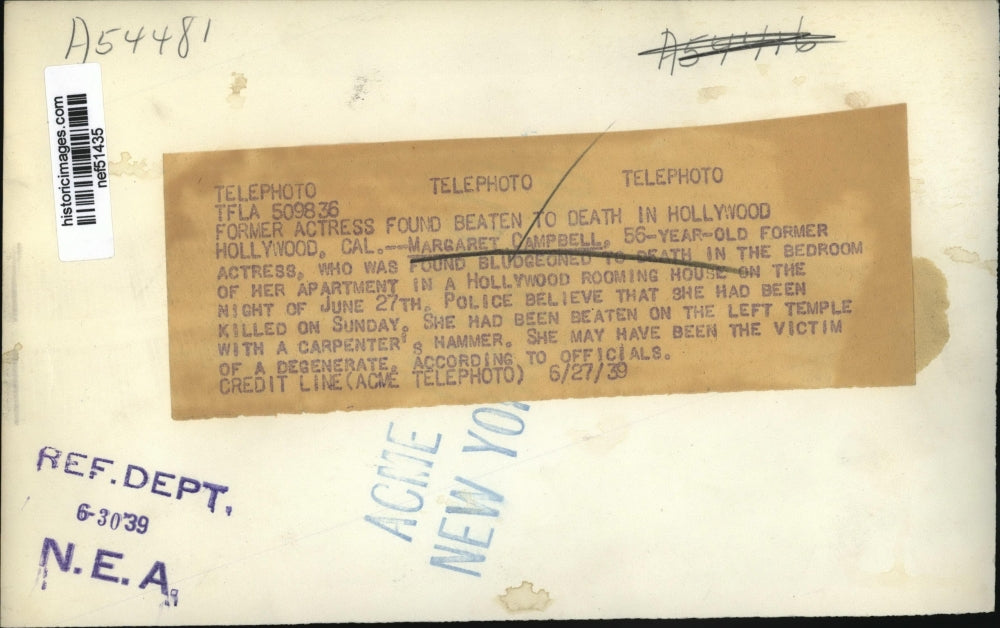 A54481
A54416
historicimages.com
nef51435
TELEPHOTO TELEPHOTO TELEPHOTO
TFLA 509836
FORMER ACTRESS FOUND BEATEN TO DEATH IN HOLLYWOOD
HOLLYWOOD, CAL.--MARGARET CAMPBELL, 56-YEAR-OLD FORMER
ACTRESS, WHO WAS FOUND BLUDGEONED TO DEATH IN THE BEDROOM
OF HER APARTMENT IN A HOLLYWOOD ROOMING HOUSE ON THE
NIGHT OF JUNE 27TH. POLICE BELIEVE THAT SHE HAD BEEN
KILLED ON SUNDAY. SHE HAD BEEN BEATEN ON THE LEFT TEMPLE
WITH A CARPENTER'S HAMMER. SHE MAY HAVE BEEN THE VICTIM
OF A DEGENERATE, ACCORDING TO OFFICIALS.
CREDIT LINE(ACME TELEPHOTO) 6/27/39
ACME
NEW YO
REF. DEPT.
6-30'39
N.E.A.